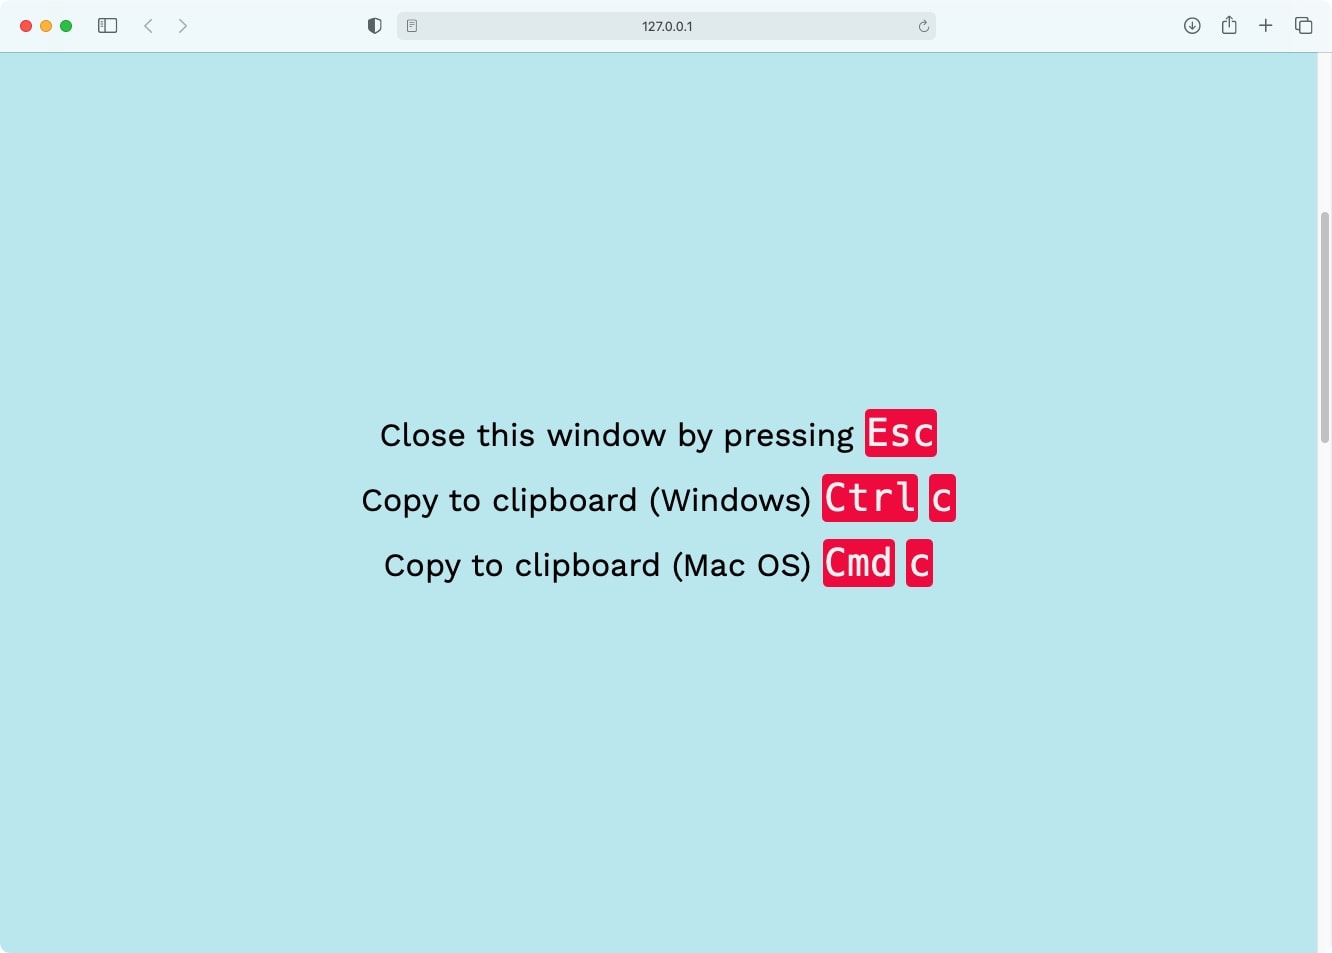 127.0.0.1
Close this window by pressing Esc
Copy to clipboard (Windows) Ctrl c
Copy to clipboard (Mac OS) Cmd c